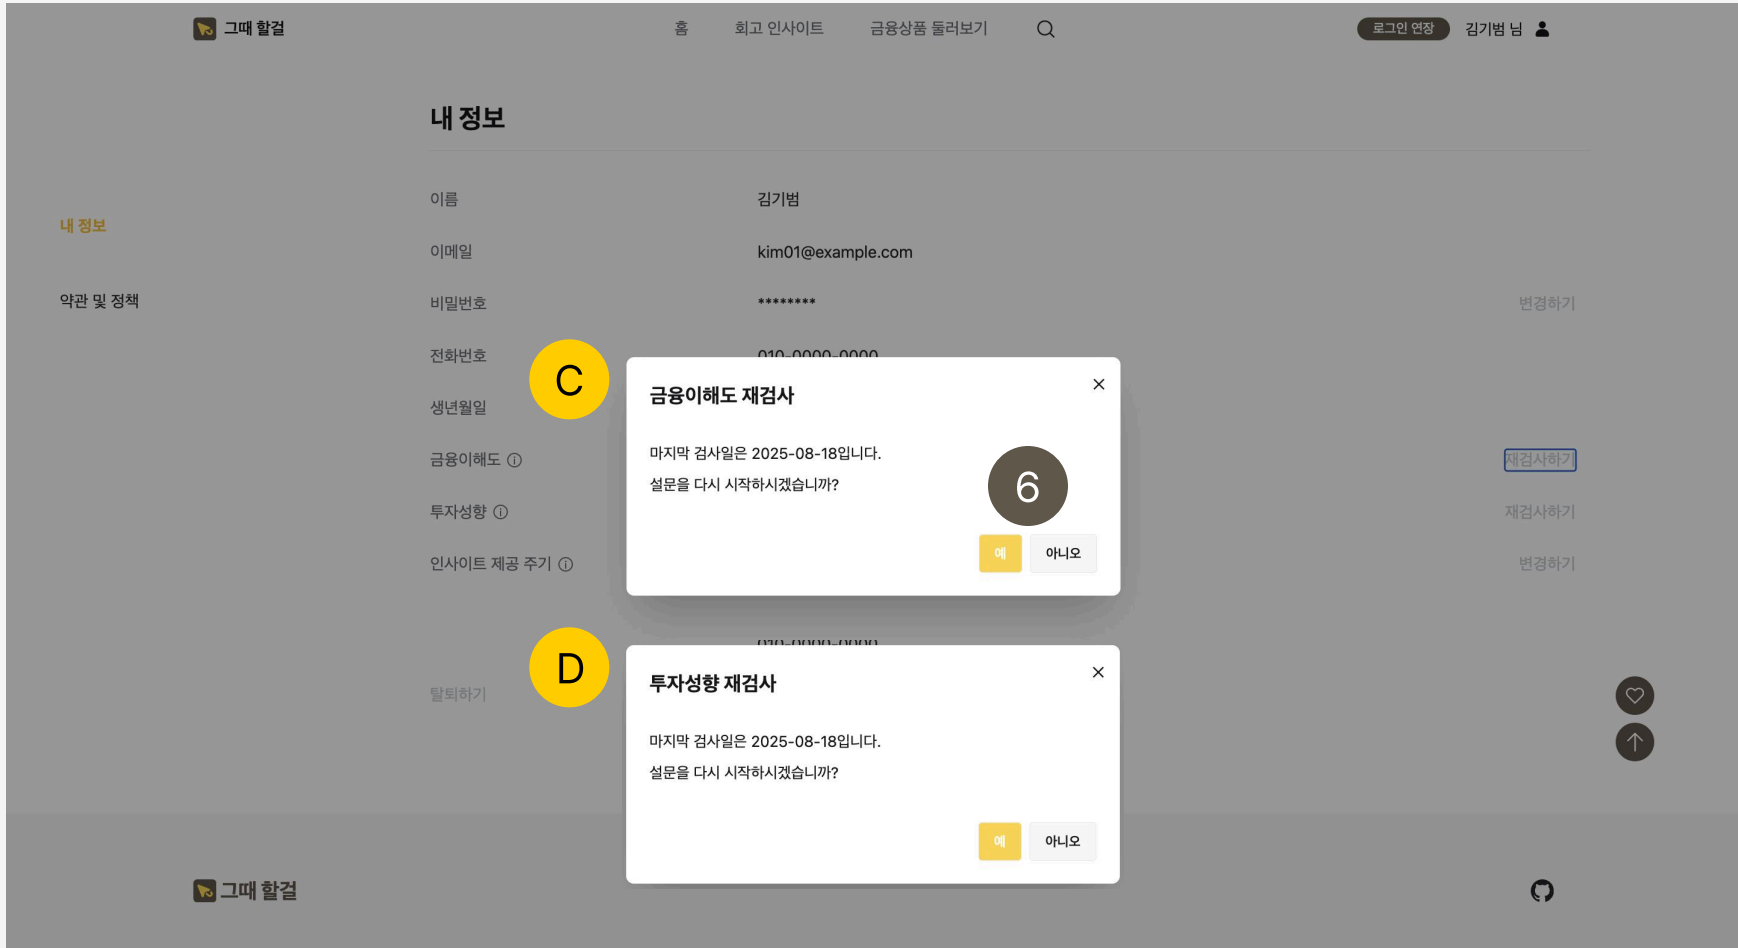 그때 할걸
홈 회고 인사이트 금융상품 둘러보기
로그인 연장 김기범 님
내 정보
이름 김기범
내 정보
이메일 kim01@example.com
약관 및 정책
비밀번호 ******** 변경하기
전화번호 010-0000-0000
C
금융이해도 재검사
생년월일
마지막 검사일은 2025-08-18입니다.
금융이해도 재검사하기
설문을 다시 시작하시겠습니까?
6
투자성향 재검사하기
예 아니오
인사이트 제공 주기 변경하기
010-0000-0000
D
투자성향 재검사
탈퇴하기
마지막 검사일은 2025-08-18입니다.
설문을 다시 시작하시겠습니까?
예 아니오
그때 할걸